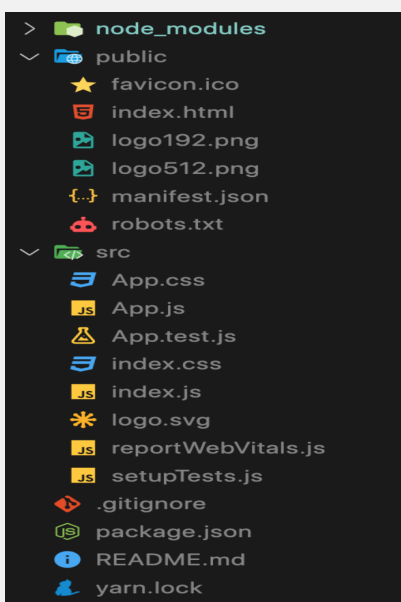 node_modules
public
favicon.ico
index.html
logo192.png
logo512.png
manifest.json
robots.txt
src
App.css
App.js
App.test.js
index.css
index.js
logo.svg
reportWebVitals.js
setupTests.js
.gitignore
package.json
README.md
yarn.lock